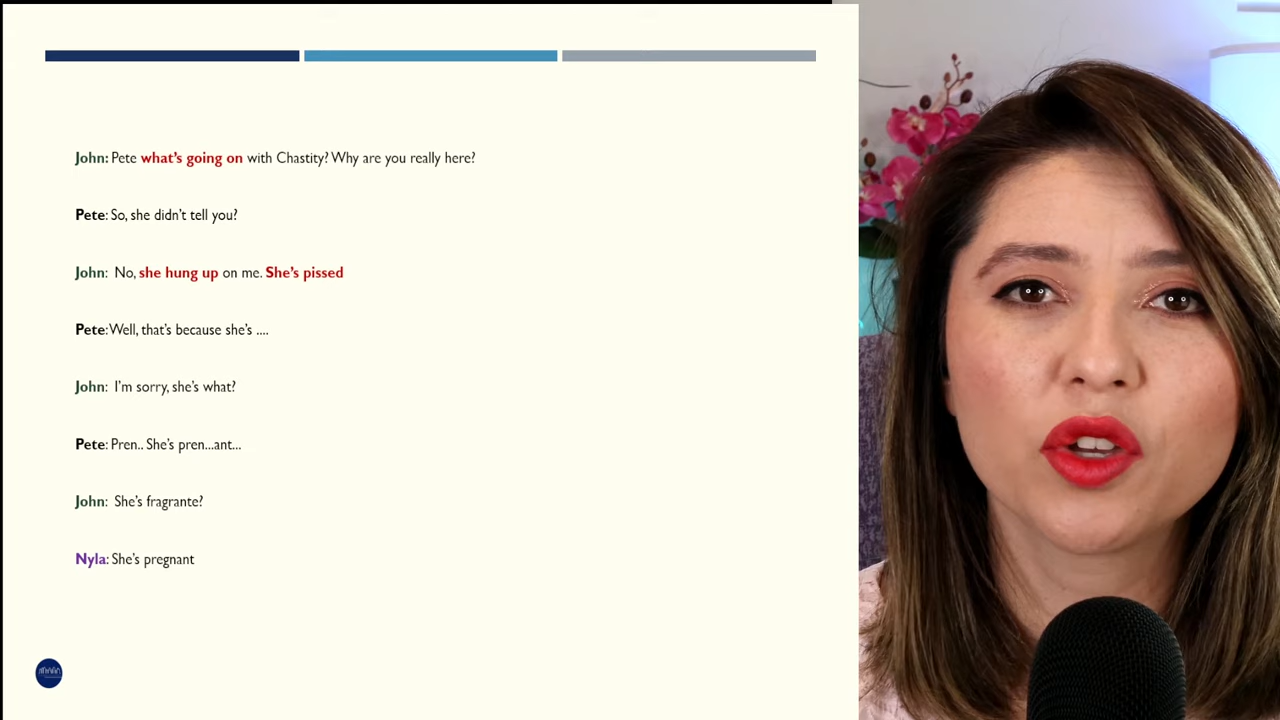 John: Pete what's going on with Chastity? Why are you really here?
Pete: So, she didn't tell you?
John: No, she hung up on me. She's pissed
Pete: Well, that's because she's ....
John: I'm sorry, she's what?
Pete: Pren.. She's pren...ant...
John: She's fragrante?
Nyla: She's pregnant